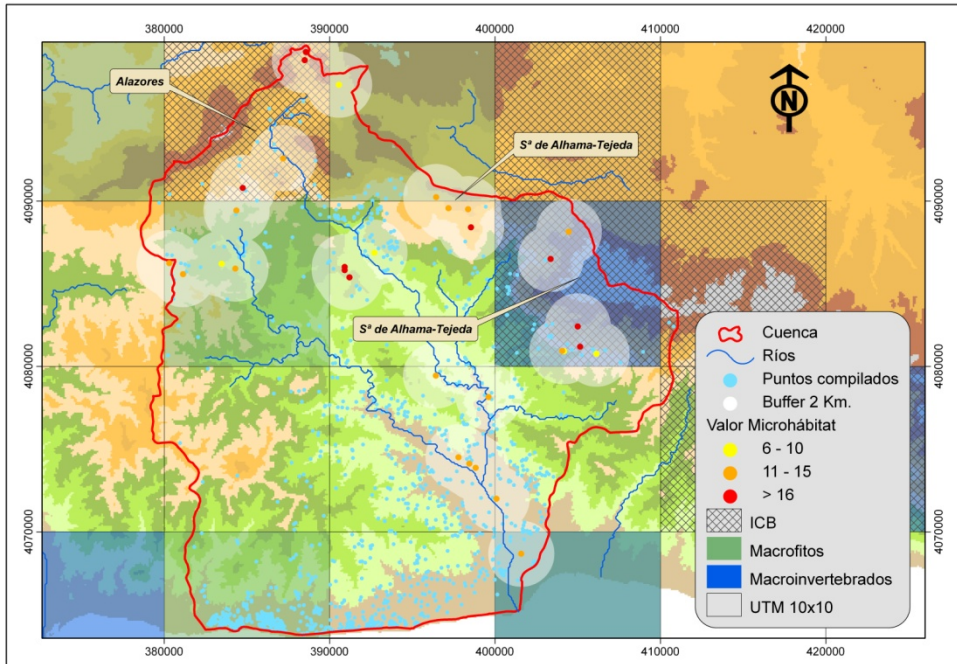 380000 390000 400000 410000 420000
Alazores
N
Sª de Alhama-Tejeda
4090000 4090000
Sª de Alhama-Tejeda
Cuenca
Ríos
4080000 4080000
Puntos compilados
Buffer 2 Km.
Valor Microhábitat
6 - 10
11 - 15
> 16
ICB
4070000 4070000
Macrofitos
Macroinvertebrados
UTM 10x10
380000 390000 400000 410000 420000